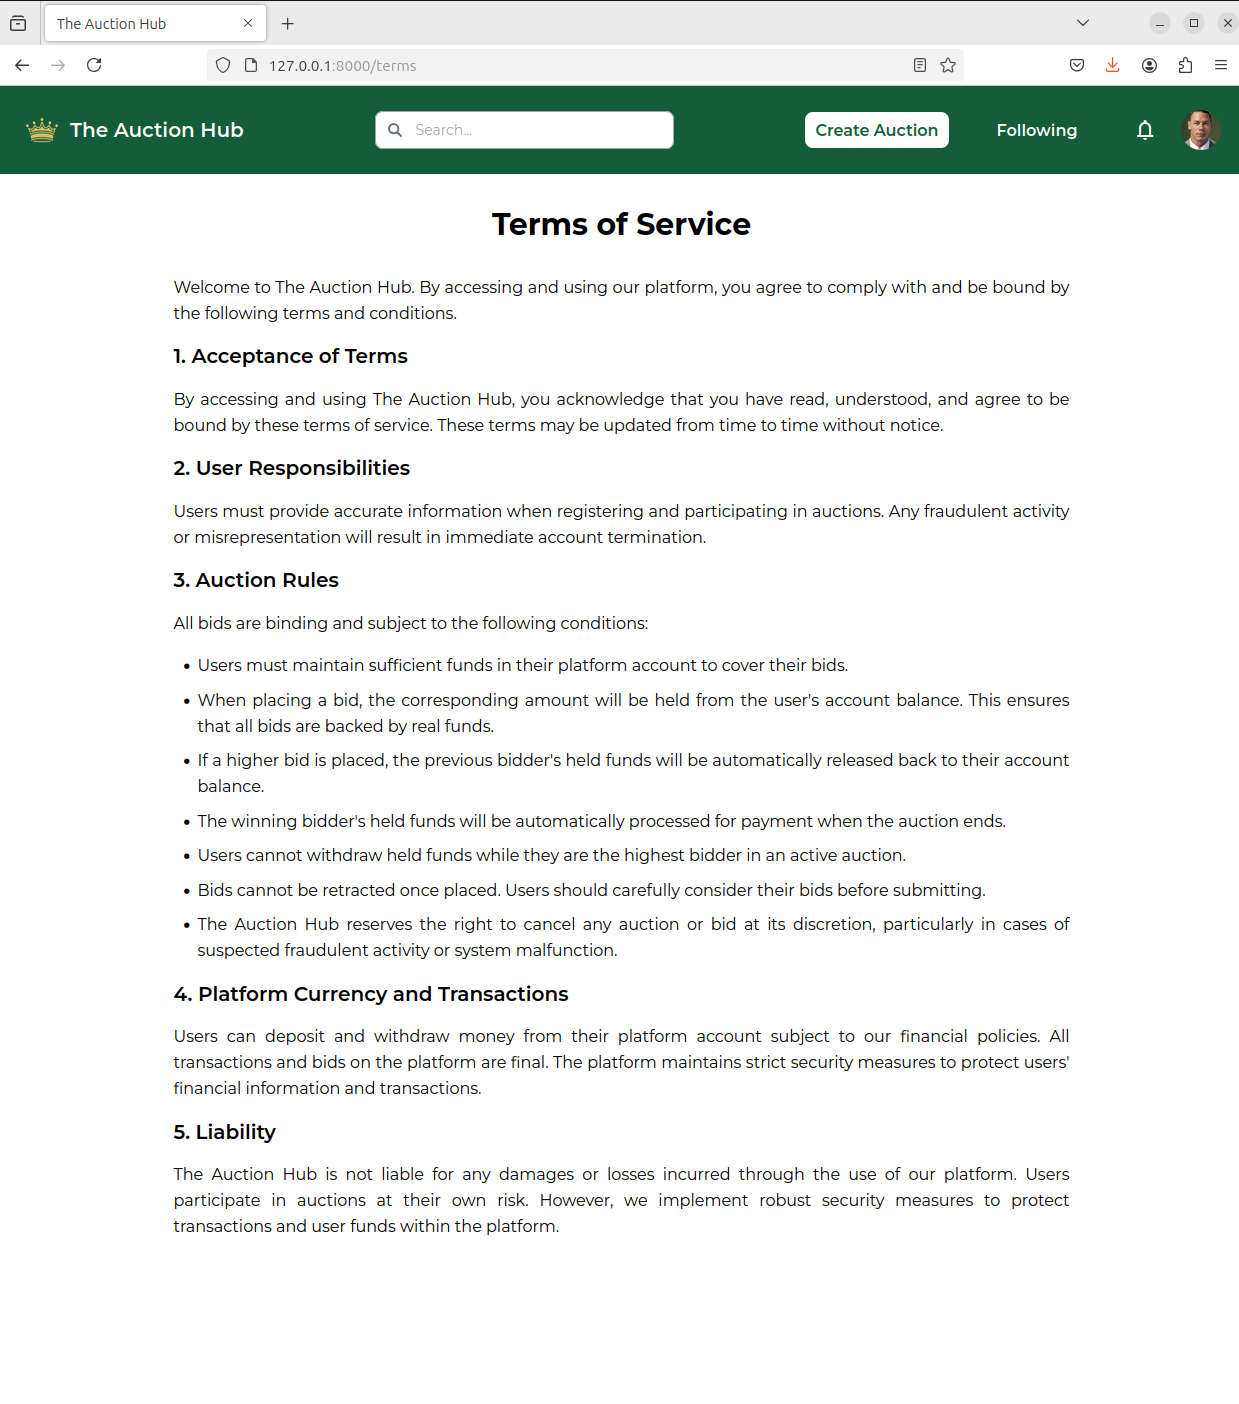 The Auction Hub
127.0.0.1:8000/terms
The Auction Hub
Search...
Create Auction
Following
Terms of Service
Welcome to The Auction Hub. By accessing and using our platform, you agree to comply with and be bound by
the following terms and conditions.
1. Acceptance of Terms
By accessing and using The Auction Hub, you acknowledge that you have read, understood, and agree to be
bound by these terms of service. These terms may be updated from time to time without notice.
2. User Responsibilities
Users must provide accurate information when registering and participating in auctions. Any fraudulent activity
or misrepresentation will result in immediate account termination.
3. Auction Rules
All bids are binding and subject to the following conditions:
• Users must maintain sufficient funds in their platform account to cover their bids.
• When placing a bid, the corresponding amount will be held from the user's account balance. This ensures
that all bids are backed by real funds.
• If a higher bid is placed, the previous bidder's held funds will be automatically released back to their account
balance.
• The winning bidder's held funds will be automatically processed for payment when the auction ends.
• Users cannot withdraw held funds while they are the highest bidder in an active auction.
• Bids cannot be retracted once placed. Users should carefully consider their bids before submitting.
• The Auction Hub reserves the right to cancel any auction or bid at its discretion, particularly in cases of
suspected fraudulent activity or system malfunction.
4. Platform Currency and Transactions
Users can deposit and withdraw money from their platform account subject to our financial policies. All
transactions and bids on the platform are final. The platform maintains strict security measures to protect users'
financial information and transactions.
5. Liability
The Auction Hub is not liable for any damages or losses incurred through the use of our platform. Users
participate in auctions at their own risk. However, we implement robust security measures to protect
transactions and user funds within the platform.